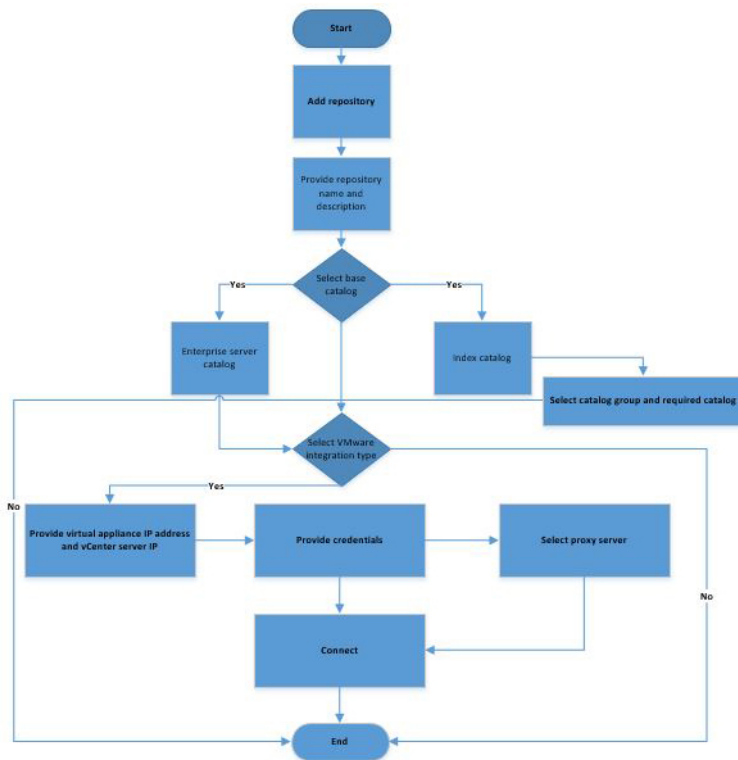 Start
Add repository
Provide repository
name and
description
Select base
catalog
Yes
Yes
Enterprise server
catalog
Index catalog
Select catalog group and required catalog
Select VMware
integration type
Yes
No
Provide virtual appliance IP address
and vCenter server IP
Provide credentials
Select proxy server
No
Connect
End